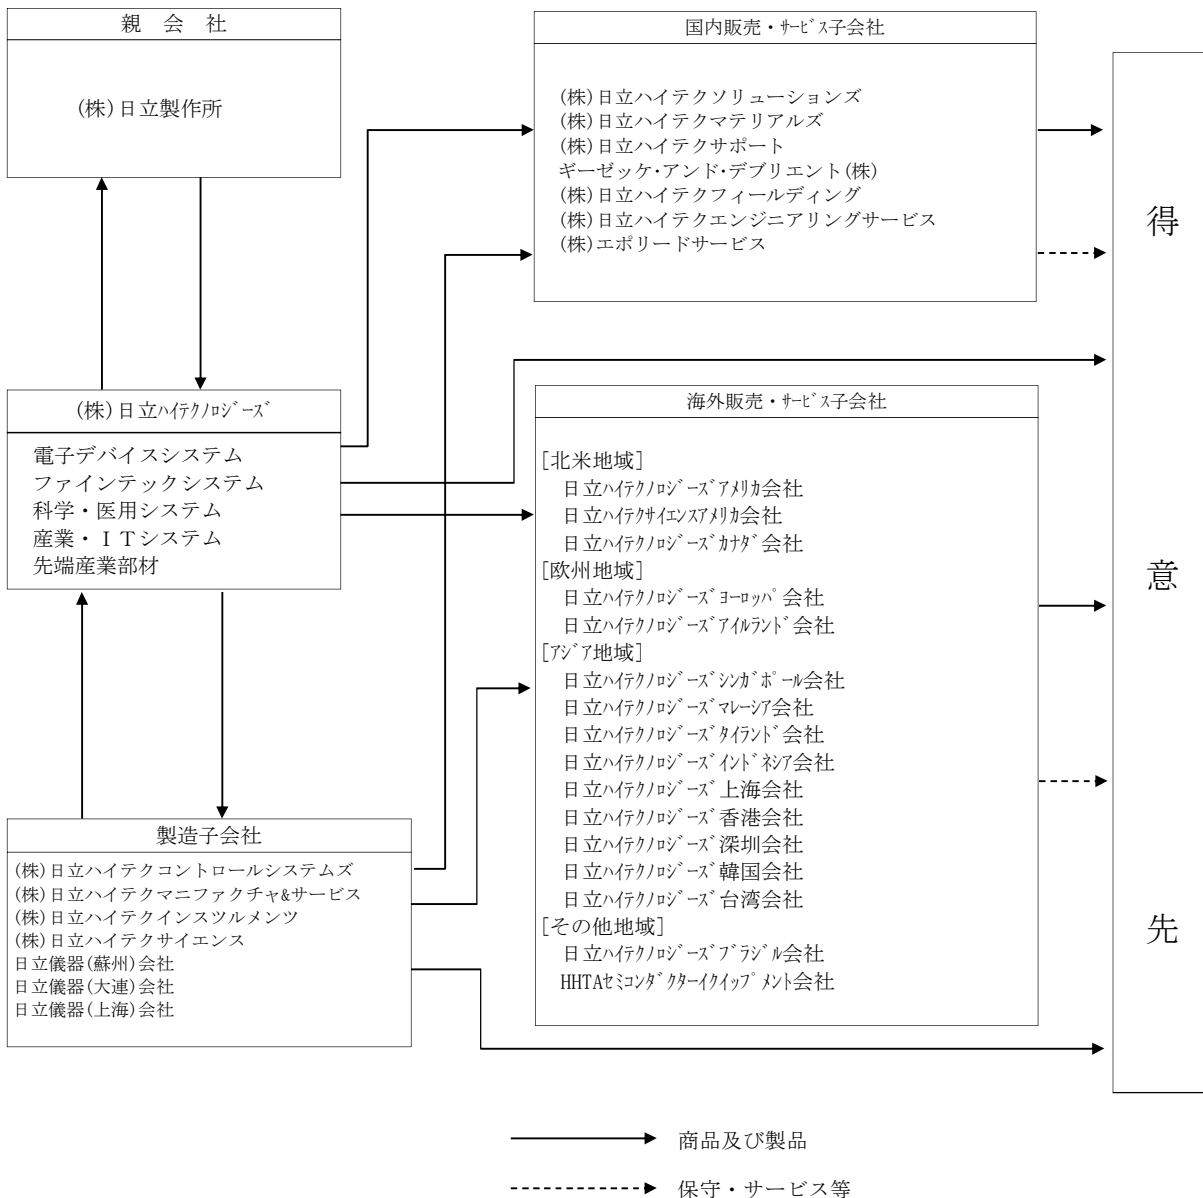 親 会 社
(株)日立製作所
(株)日立ﾊｲﾃｸﾉﾛｼﾞｰｽﾞ
電子デバイスシステム
ファインテックシステム
科学・医用システム
産業・ＩＴシステム
先端産業部材
製造子会社
(株)日立ハイテクコントロールシステムズ
(株)日立ハイテクマニファクチャ&サービス
(株)日立ハイテクインスツルメンツ
(株)日立ハイテクサイエンス
日立儀器(蘇州)会社
日立儀器(大連)会社
日立儀器(上海)会社
国内販売・ｻｰﾋﾞｽ子会社
(株)日立ハイテクソリューションズ
(株)日立ハイテクマテリアルズ
(株)日立ハイテクサポート
ギーゼッケ・アンド・デブリエント(株)
(株)日立ハイテクフィールディング
(株)日立ハイテクエンジニアリングサービス
(株)エポリードサービス
海外販売・ｻｰﾋﾞｽ子会社
[北米地域]
日立ﾊｲﾃｸﾉﾛｼﾞｰｽﾞｱﾒﾘｶ会社
日立ﾊｲﾃｸｻｲｴﾝｽｱﾒﾘｶ会社
日立ﾊｲﾃｸﾉﾛｼﾞｰｽﾞｶﾅﾀﾞ会社
[欧州地域]
日立ﾊｲﾃｸﾉﾛｼﾞｰｽﾞﾖｰﾛｯﾊﾟ会社
日立ﾊｲﾃｸﾉﾛｼﾞｰｽﾞｱｲﾙﾗﾝﾄﾞ会社
[ｱｼﾞｱ地域]
日立ﾊｲﾃｸﾉﾛｼﾞｰｽﾞｼﾝｶﾞﾎﾟｰﾙ会社
日立ﾊｲﾃｸﾉﾛｼﾞｰｽﾞﾏﾚｰｼｱ会社
日立ﾊｲﾃｸﾉﾛｼﾞｰｽﾞﾀｲﾗﾝﾄﾞ会社
日立ﾊｲﾃｸﾉﾛｼﾞｰｽﾞｲﾝﾄﾞﾈｼｱ会社
日立ﾊｲﾃｸﾉﾛｼﾞｰｽﾞ上海会社
日立ﾊｲﾃｸﾉﾛｼﾞｰｽﾞ香港会社
日立ﾊｲﾃｸﾉﾛｼﾞｰｽﾞ深圳会社
日立ﾊｲﾃｸﾉﾛｼﾞｰｽﾞ韓国会社
日立ﾊｲﾃｸﾉﾛｼﾞｰｽﾞ台湾会社
[その他地域]
日立ﾊｲﾃｸﾉﾛｼﾞｰｽﾞﾌﾞﾗｼﾞﾙ会社
HHTAｾﾐｺﾝﾀﾞｸﾀｰｲｸｲｯﾌﾟﾒﾝﾄ会社
得意先
商品及び製品
保守・サービス等